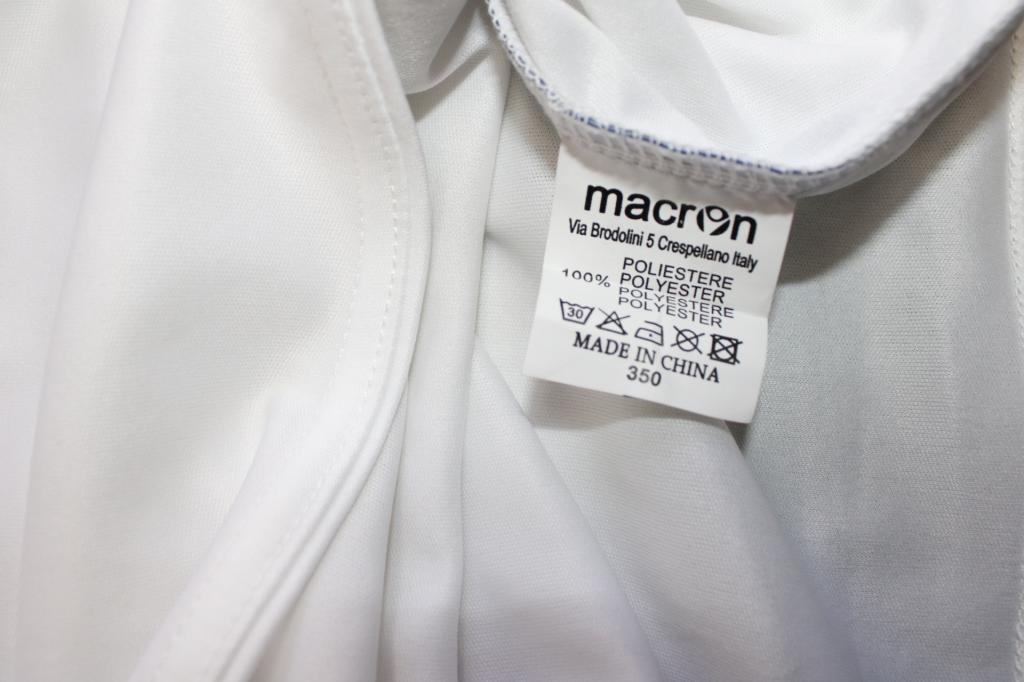 macron
Via Brodolini 5 Crespellano Italy
POLIESTERE
100% POLYESTER
POLYESTERE
POLYESTER
30
MADE IN CHINA
350